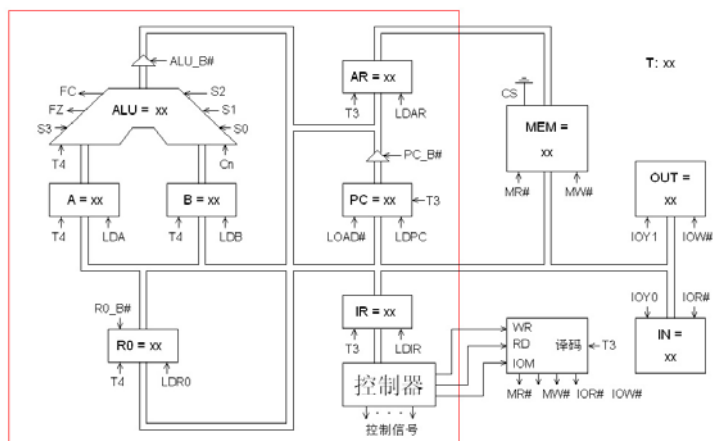 ALU_B#
FC
S2
FZ
ALU = xx
S1
S3
S0
T4
Cn
A = xx
B = xx
T4
LDA
T4
LDB
R0_B#
R0 = xx
T4
LDR0
AR = xx
T3
LDAR
PC_B#
PC = xx
T3
LOAD#
LDPC
IR = xx
T3
LDIR
控制器
· · ·
控制信号
CS
MEM =
xx
MR#
MW#
T: xx
OUT =
xx
IOY1
IOW#
IOY0
IOR#
IN =
xx
WR
RD
译码
T3
IOM
MR# MW# IOR# IOW#